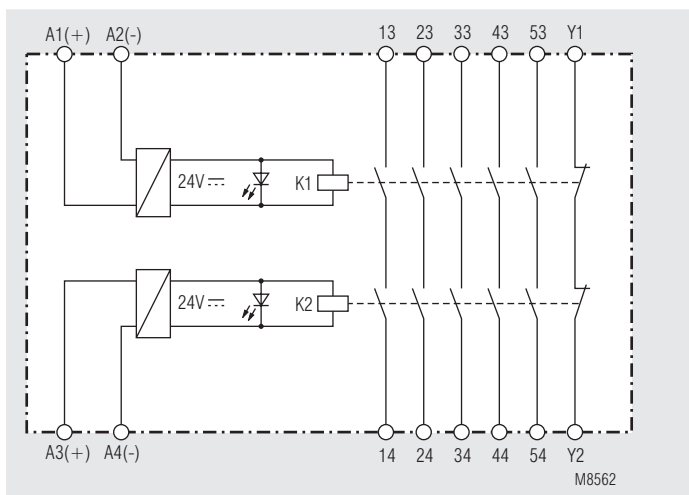 A1(+) A2(-) 13 23 33 43 53 Y1
24V K1
24V K2
A3(+) A4(-) 14 24 34 44 54 Y2
M8562